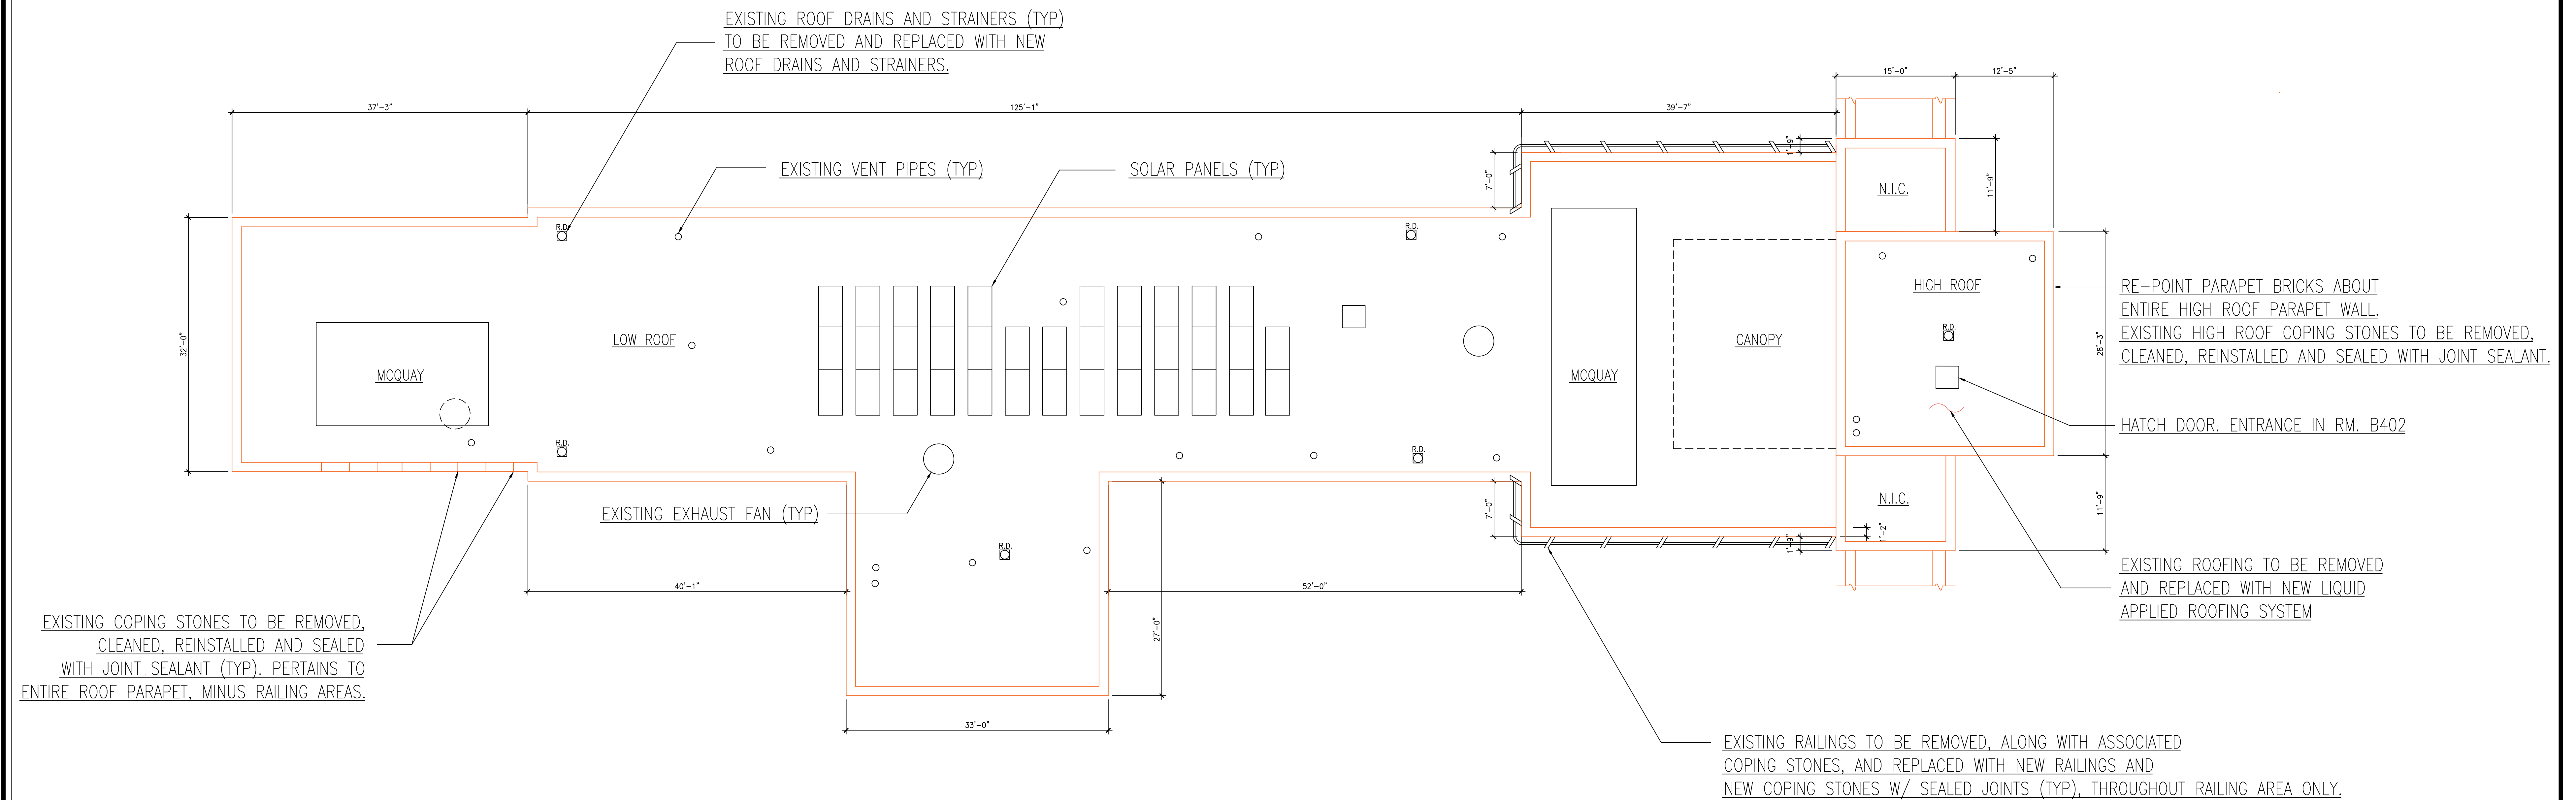 EXISTING ROOF DRAINS AND STRAINERS (TYP)
TO BE REMOVED AND REPLACED WITH NEW
ROOF DRAINS AND STRAINERS.
15'-0"
12'-5"
37'-3"
125'-1"
39'-7"
1'-9"
EXISTING VENT PIPES (TYP)
SOLAR PANELS (TYP)
7'-0"
N.I.C.
11'-9"
R.D.
R.D.
32'-0"
LOW ROOF
MCQUAY
MCQUAY
CANOPY
HIGH ROOF
R.D.
28'-3"
RE-POINT PARAPET BRICKS ABOUT
ENTIRE HIGH ROOF PARAPET WALL.
EXISTING HIGH ROOF COPING STONES TO BE REMOVED,
CLEANED, REINSTALLED AND SEALED WITH JOINT SEALANT.
HATCH DOOR. ENTRANCE IN RM. B402
R.D.
R.D.
EXISTING EXHAUST FAN (TYP)
7'-0"
N.I.C.
11'-9"
1'-2"
1'-9"
R.D.
40'-1"
52'-0"
27'-0"
33'-0"
EXISTING ROOFING TO BE REMOVED
AND REPLACED WITH NEW LIQUID
APPLIED ROOFING SYSTEM
EXISTING COPING STONES TO BE REMOVED,
CLEANED, REINSTALLED AND SEALED
WITH JOINT SEALANT (TYP). PERTAINS TO
ENTIRE ROOF PARAPET, MINUS RAILING AREAS.
EXISTING RAILINGS TO BE REMOVED, ALONG WITH ASSOCIATED
COPING STONES, AND REPLACED WITH NEW RAILINGS AND
NEW COPING STONES W/ SEALED JOINTS (TYP), THROUGHOUT RAILING AREA ONLY.